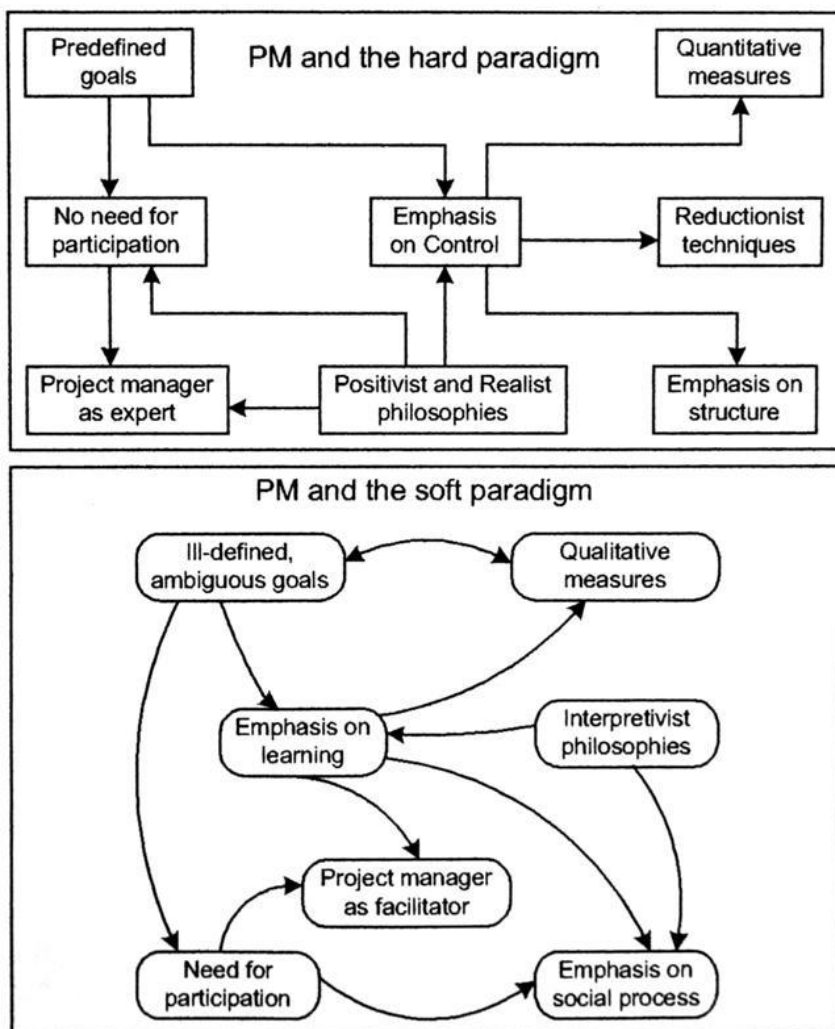 PM and the hard paradigm
Predefined
goals
Quantitative
measures
No need for
participation
Emphasis
on Control
Reductionist
techniques
Project manager
as expert
Positivist and Realist
philosophies
Emphasis on
structure
PM and the soft paradigm
Ill-defined,
ambiguous goals
Qualitative
measures
Emphasis on
learning
Interpretivist
philosophies
Project manager
as facilitator
Need for
participation
Emphasis on
social process